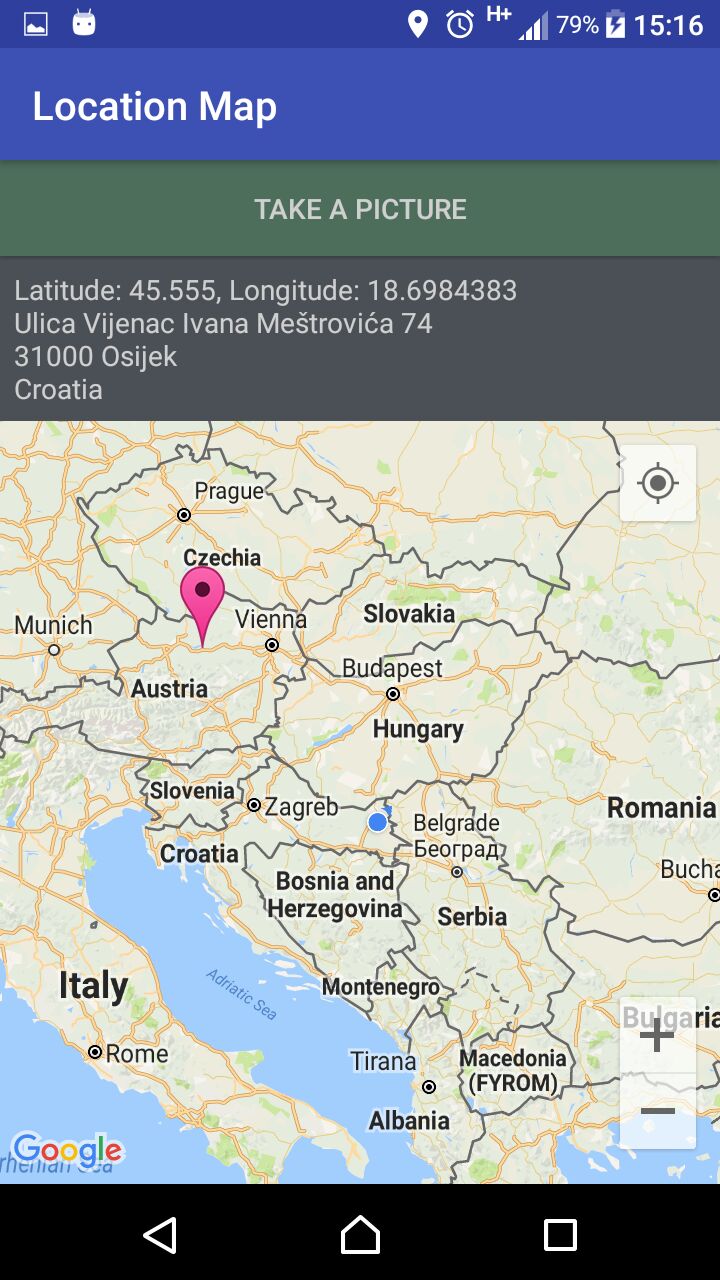 H+ 79% 15:16
Location Map
TAKE A PICTURE
Latitude: 45.555, Longitude: 18.6984383
Ulica Vijenac Ivana Meštrovića 74
31000 Osijek
Croatia
Prague
Czechia
Munich
Vienna
Slovakia
Austria
Budapest
Hungary
Slovenia
Zagreb
Romania
Belgrade
Београд
Croatia
Bucha
Bosnia and
Herzegovina
Serbia
Italy
Adriatic Sea
Montenegro
Bulgaria
Rome
Tirana
Macedonia
(FYROM)
Albania
Google
rhenian Sea